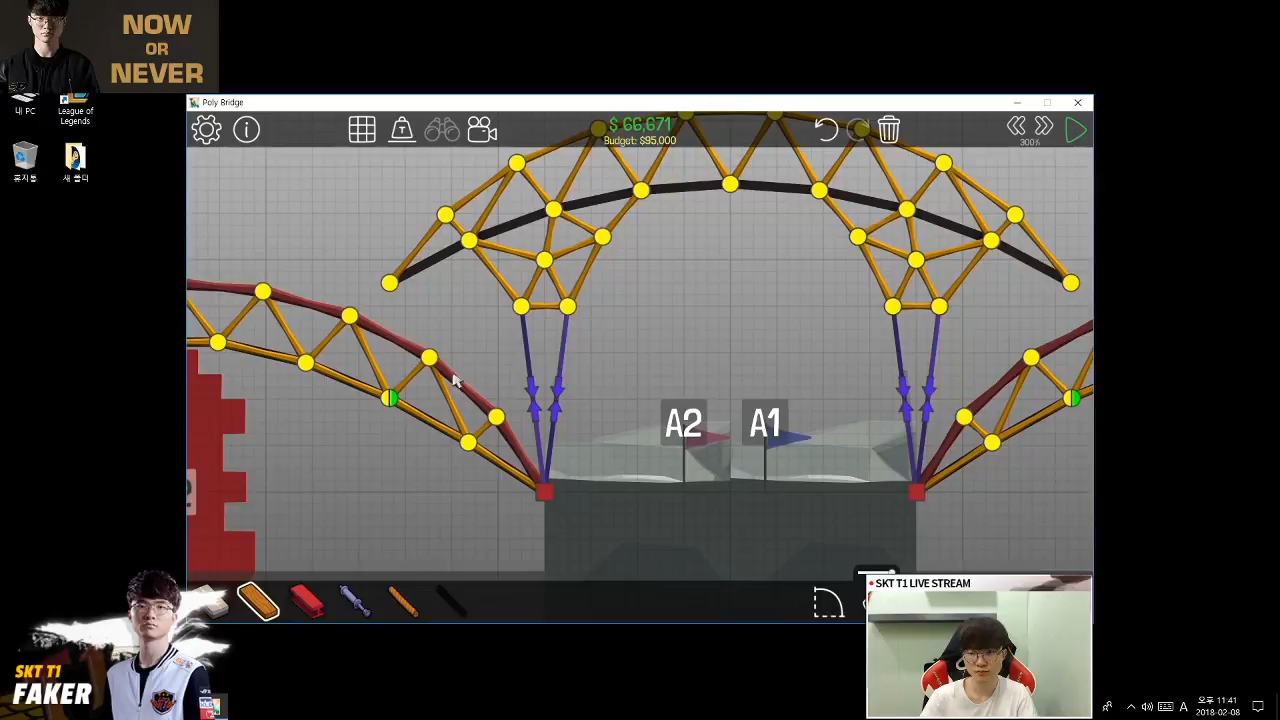 NOW
OR
NEVER
내 PC
League of
Legends
휴지통
새 폴더
Poly Bridge
$ 66,671
Budget: $95,000
300%
A2
A1
SKT T1 LIVE STREAM
SKT T1
FAKER
A
오후 11:41
2018-02-08